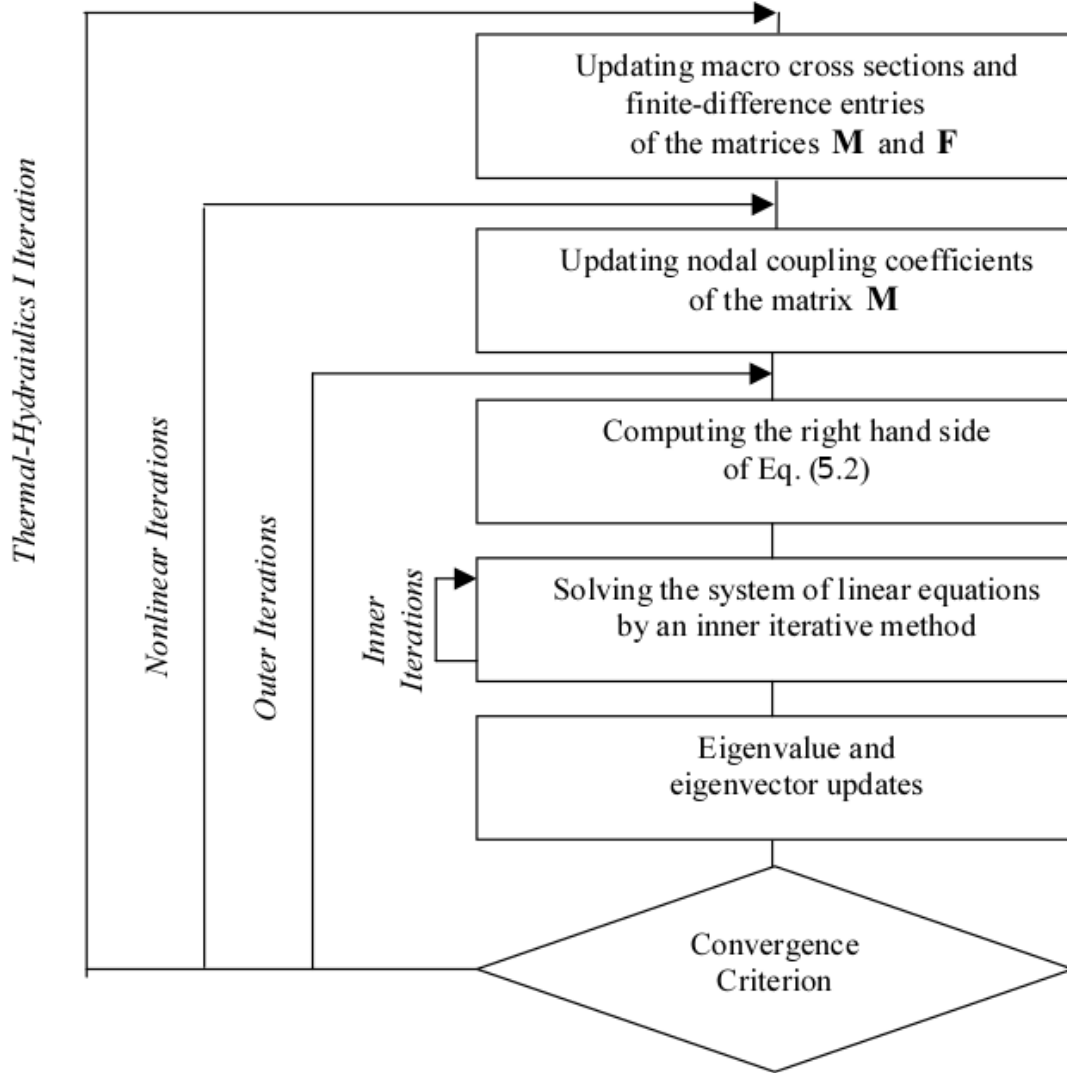 Updating macro cross sections and
finite-difference entries
of the matrices M and F
Updating nodal coupling coefficients
of the matrix M
Computing the right hand side
of Eq. (5.2)
Solving the system of linear equations
by an inner iterative method
Eigenvalue and
eigenvector updates
Convergence
Criterion
Thermal-Hydraiulics I Iteration
Nonlinear Iterations
Outer Iterations
Inner
Iterations